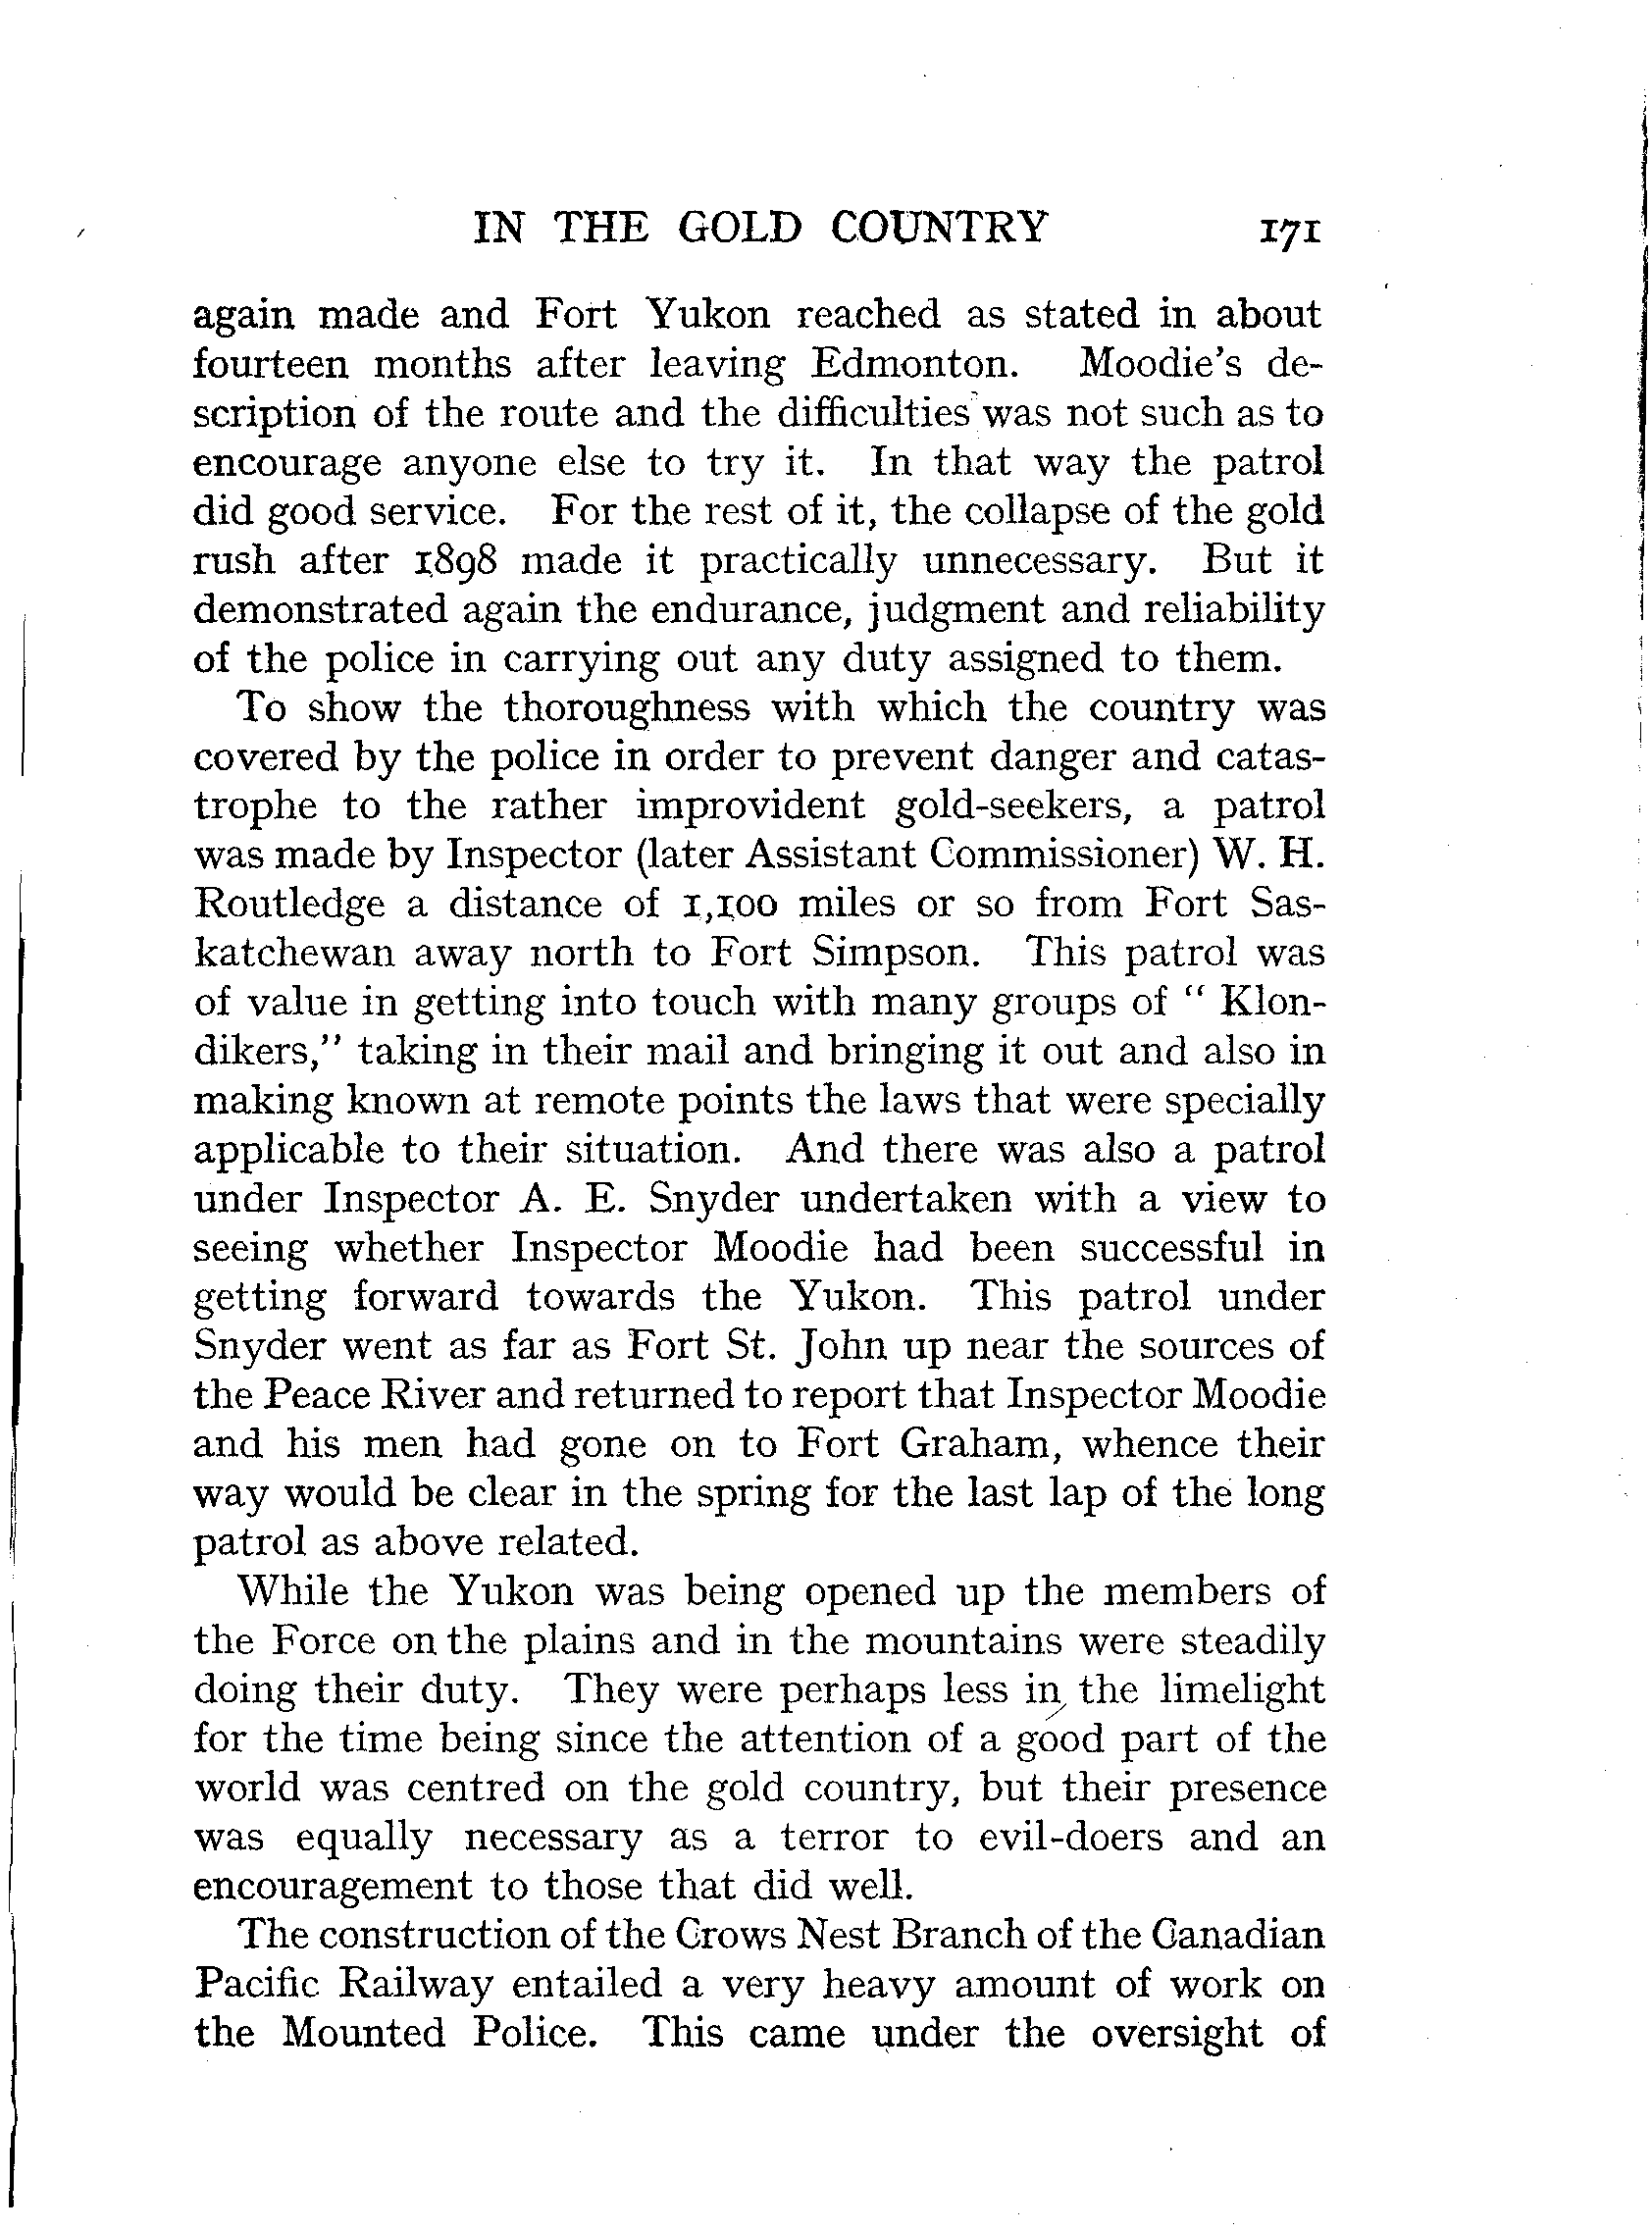 IN THE GOLD COUNTRY 171
again made and Fort Yukon reached as stated in about
fourteen months after leaving Edmonton. Moodie's de-
scription of the route and the difficulties was not such as to
encourage anyone else to try it. In that way the patrol
did good service. For the rest of it, the collapse of the gold
rush after 1898 made it practically unnecessary. But it
demonstrated again the endurance, judgment and reliability
of the police in carrying out any duty assigned to them.
To show the thoroughness with which the country was
covered by the police in order to prevent danger and catas-
trophe to the rather improvident gold-seekers, a patrol
was made by Inspector (later Assistant Commissioner) W. H.
Routledge a distance of 1,100 miles or so from Fort Sas-
katchewan away north to Fort Simpson. This patrol was
of value in getting into touch with many groups of " Klon-
dikers," taking in their mail and bringing it out and also in
making known at remote points the laws that were specially
applicable to their situation. And there was also a patrol
under Inspector A. E. Snyder undertaken with a view to
seeing whether Inspector Moodie had been successful in
getting forward towards the Yukon. This patrol under
Snyder went as far as Fort St. John up near the sources of
the Peace River and returned to report that Inspector Moodie
and his men had gone on to Fort Graham, whence their
way would be clear in the spring for the last lap of the long
patrol as above related.
While the Yukon was being opened up the members of
the Force on the plains and in the mountains were steadily
doing their duty. They were perhaps less in the limelight
for the time being since the attention of a good part of the
world was centred on the gold country, but their presence
was equally necessary as a terror to evil-doers and an
encouragement to those that did well.
The construction of the Crows Nest Branch of the Canadian
Pacific Railway entailed a very heavy amount of work on
the Mounted Police. This came under the oversight of